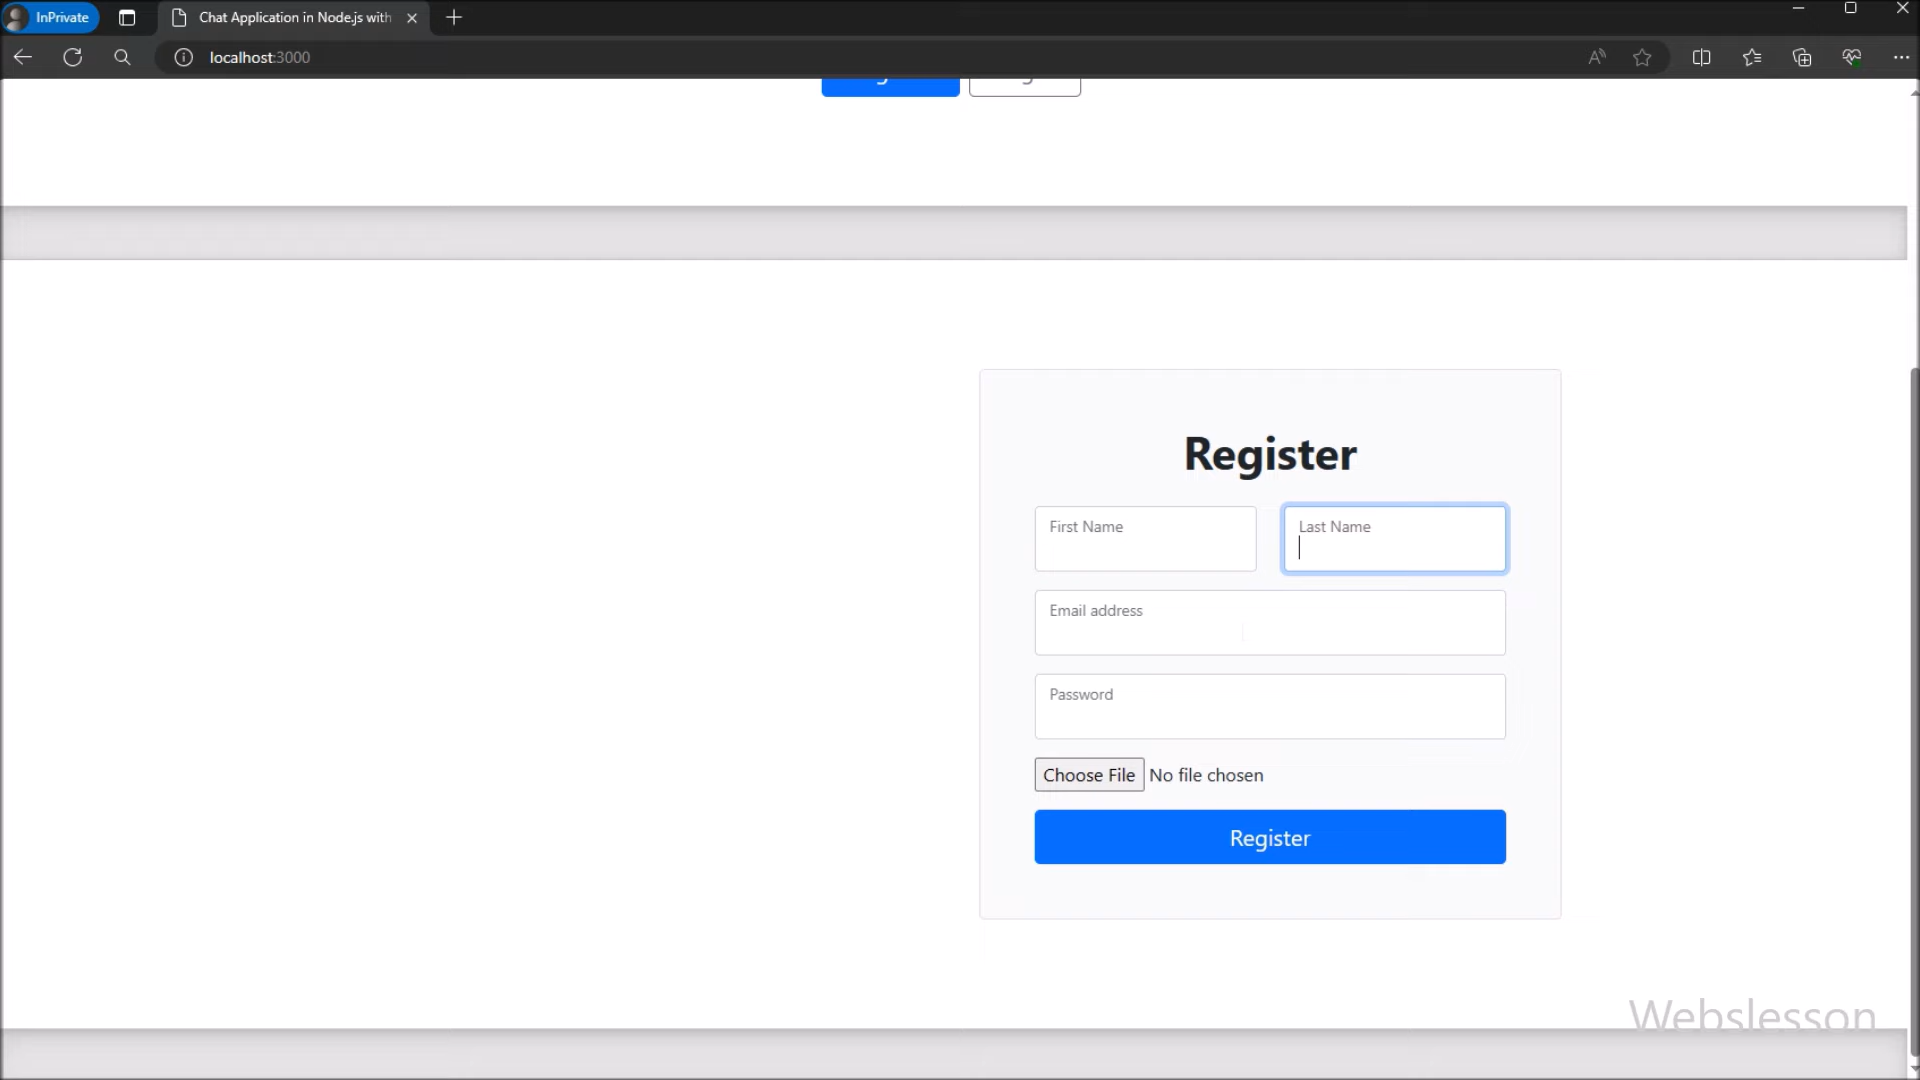 InPrivate
Chat Application in Node.js with
localhost:3000
Register
First Name
Last Name
Email address
Password
Choose File No file chosen
Register
Webslesson